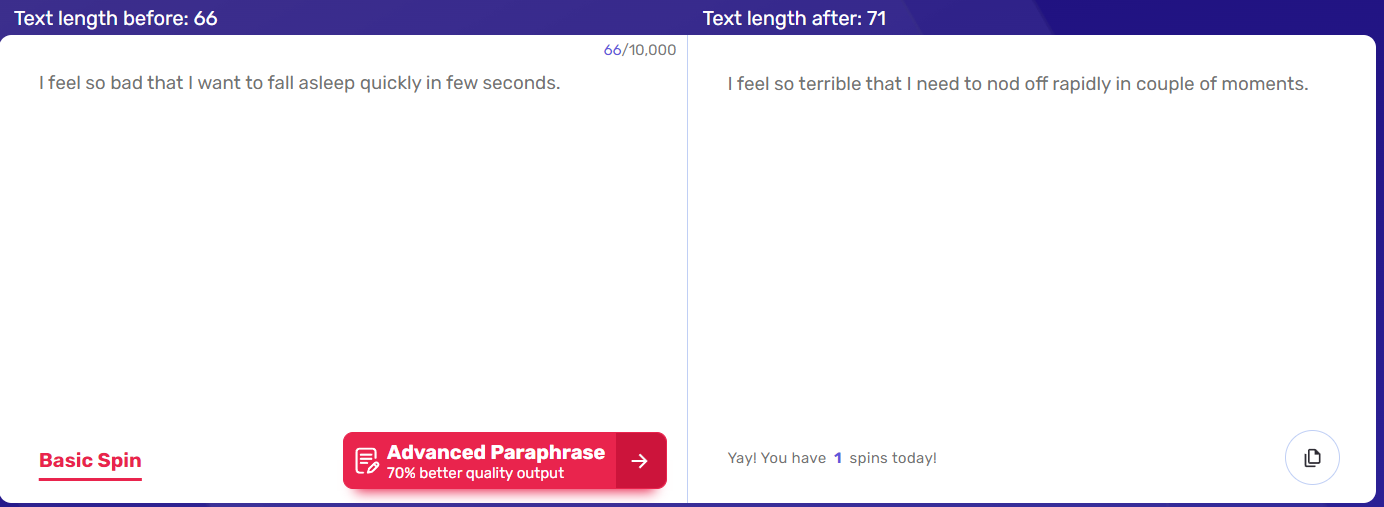 Text length before: 66
Text length after: 71
66/10,000
I feel so bad that I want to fall asleep quickly in few seconds.
I feel so terrible that I need to nod off rapidly in couple of moments.
Basic Spin
Advanced Paraphrase
70% better quality output
Yay! You have 1 spins today!